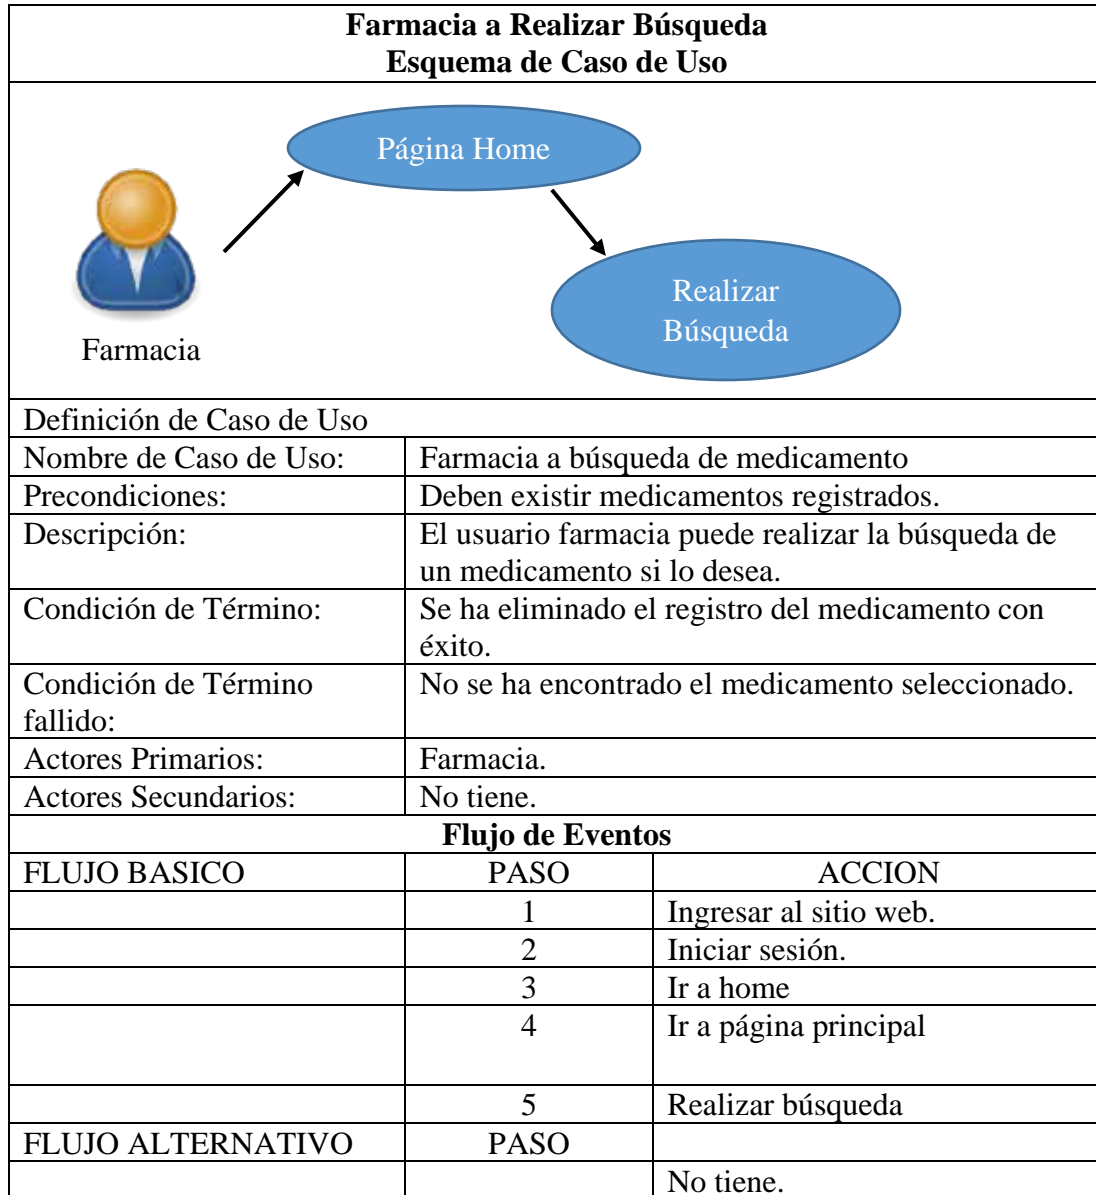 Farmacia a Realizar Búsqueda
Esquema de Caso de Uso
Página Home
Realizar
Búsqueda
Farmacia
Definición de Caso de Uso
Nombre de Caso de Uso: Farmacia a búsqueda de medicamento
Precondiciones: Deben existir medicamentos registrados.
Descripción: El usuario farmacia puede realizar la búsqueda de
un medicamento si lo desea.
Condición de Término: Se ha eliminado el registro del medicamento con
éxito.
Condición de Término No se ha encontrado el medicamento seleccionado.
fallido:
Actores Primarios: Farmacia.
Actores Secundarios: No tiene.
Flujo de Eventos
FLUJO BASICO PASO ACCION
1 Ingresar al sitio web.
2 Iniciar sesión.
3 Ir a home
4 Ir a página principal
5 Realizar búsqueda
FLUJO ALTERNATIVO PASO
No tiene.